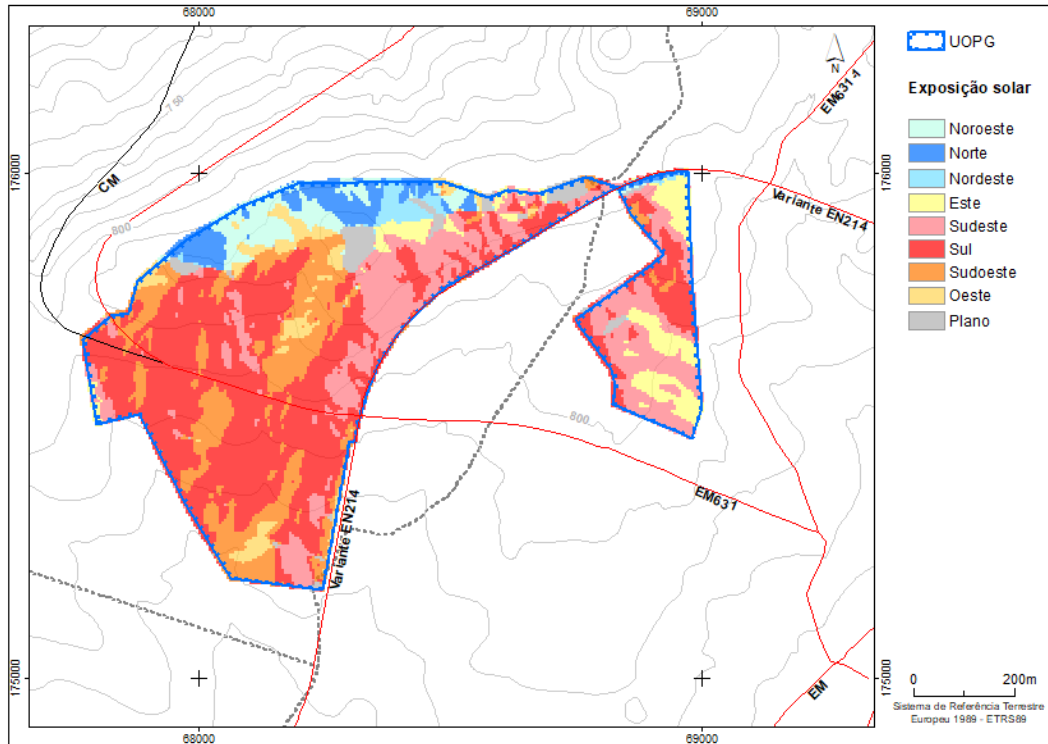 68000
69000
UOPG
Exposição solar
Noroeste
Norte
Nordeste
Este
Sudeste
Sul
Sudoeste
Oeste
Plano
N
750
CM
EM631-1
176000
176000
Variante EN214
800
800
EM631
Variante EN214
175000
175000
EM
0
200m
Sistema de Referência Terrestre
Europeu 1989 - ETRS89
68000
69000